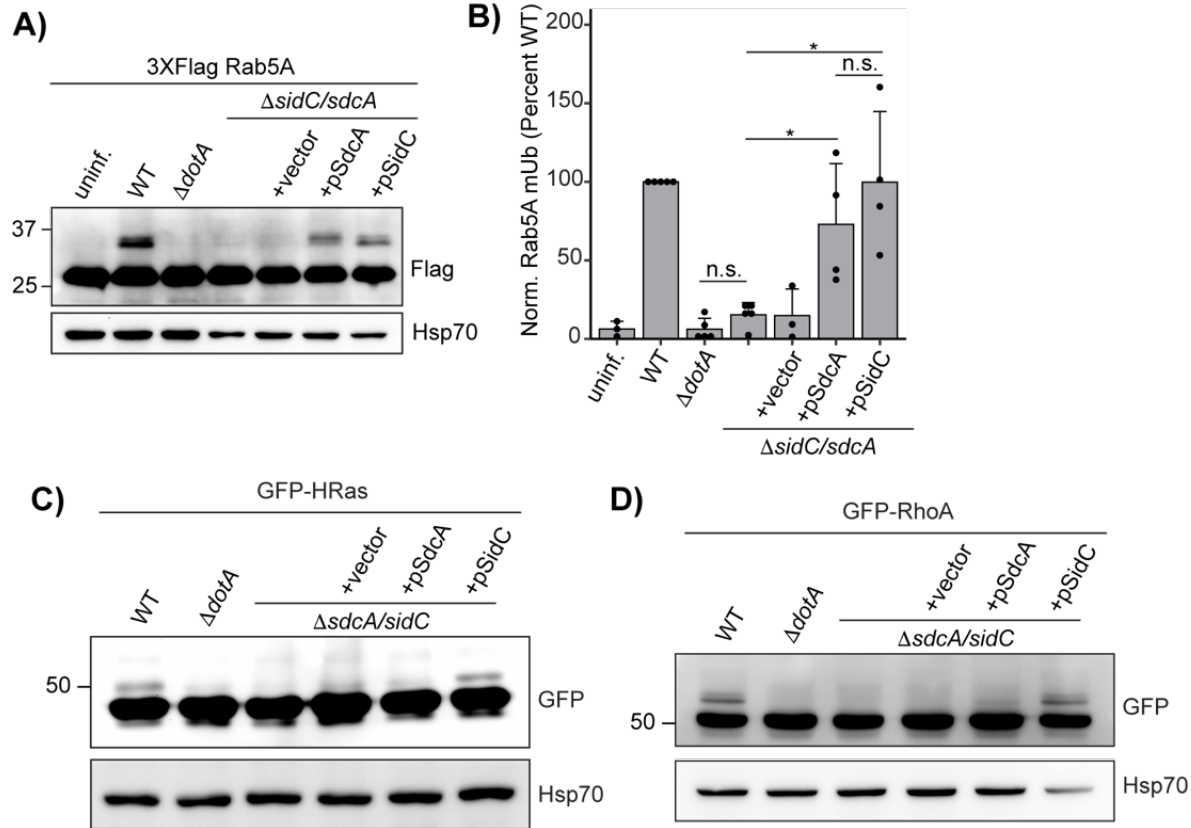 A)
3XFlag Rab5A
ΔsidC/sdcA
uninf.
WT
ΔdotA
+vector
+pSdcA
+pSidC
37
25
Flag
Hsp70
B)
Norm. Rab5A mUb (Percent WT)
200
150
100
50
0
*
n.s.
*
n.s.
uninf.
WT
ΔdotA
+vector
+pSdcA
+pSidC
ΔsidC/sdcA
C)
GFP-HRas
WT
ΔdotA
+vector
+pSdcA
+pSidC
ΔsdcA/sidC
50
GFP
Hsp70
D)
GFP-RhoA
WT
ΔdotA
+vector
+pSdcA
+pSidC
ΔsdcA/sidC
50
GFP
Hsp70